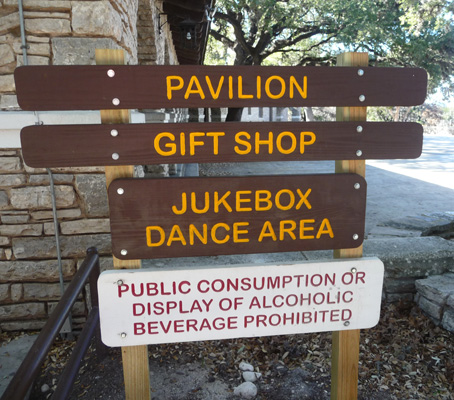 PAVILION
GIFT SHOP
JUKEBOX
DANCE AREA
PUBLIC CONSUMPTION OR
DISPLAY OF ALCOHOLIC
BEVERAGE PROHIBITED